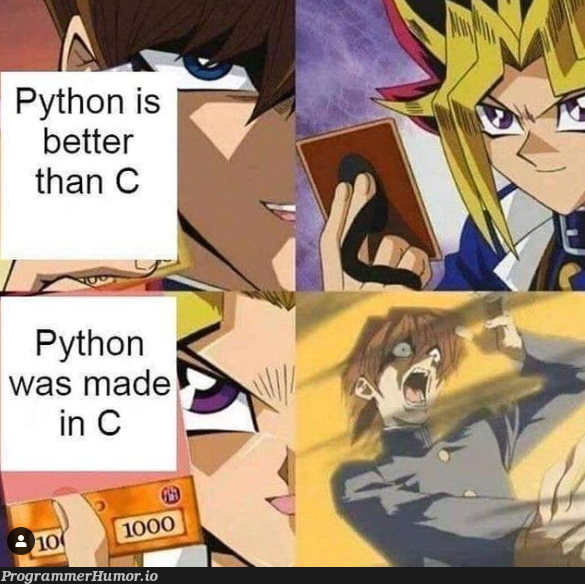 Python is
better
than C
Python
was made
in C
1000
ProgrammerHumor.io